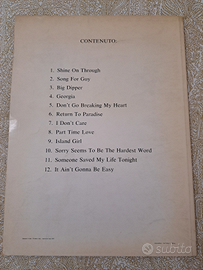 CONTENUTO:
1. Shine On Through
2. Song For Guy
3. Big Dipper
4. Georgia
5. Don't Go Breaking My Heart
6. Return To Paradise
7. I Don't Care
8. Part Time Love
9. Island Girl
10. Sorry Seems To Be The Hardest Word
11. Someone Saved My Life Tonight
12. It Ain't Gonna Be Easy
subito